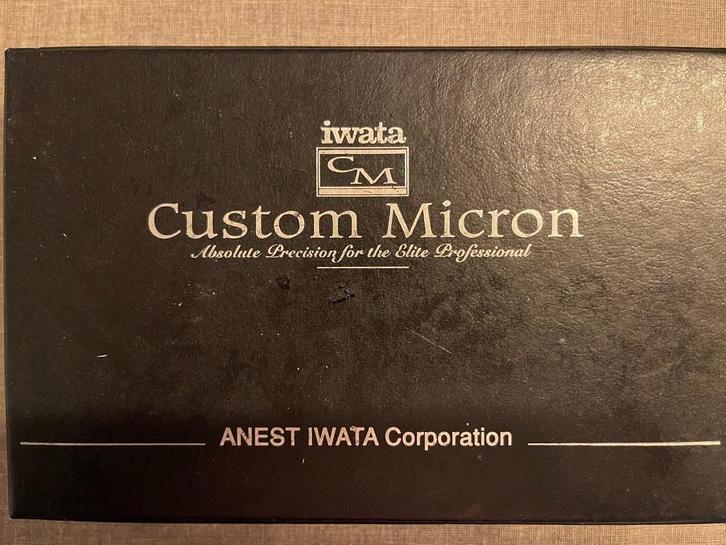 iwata
CM
Custom Micron
Absolute Precision for the Elite Professional
ANEST IWATA Corporation